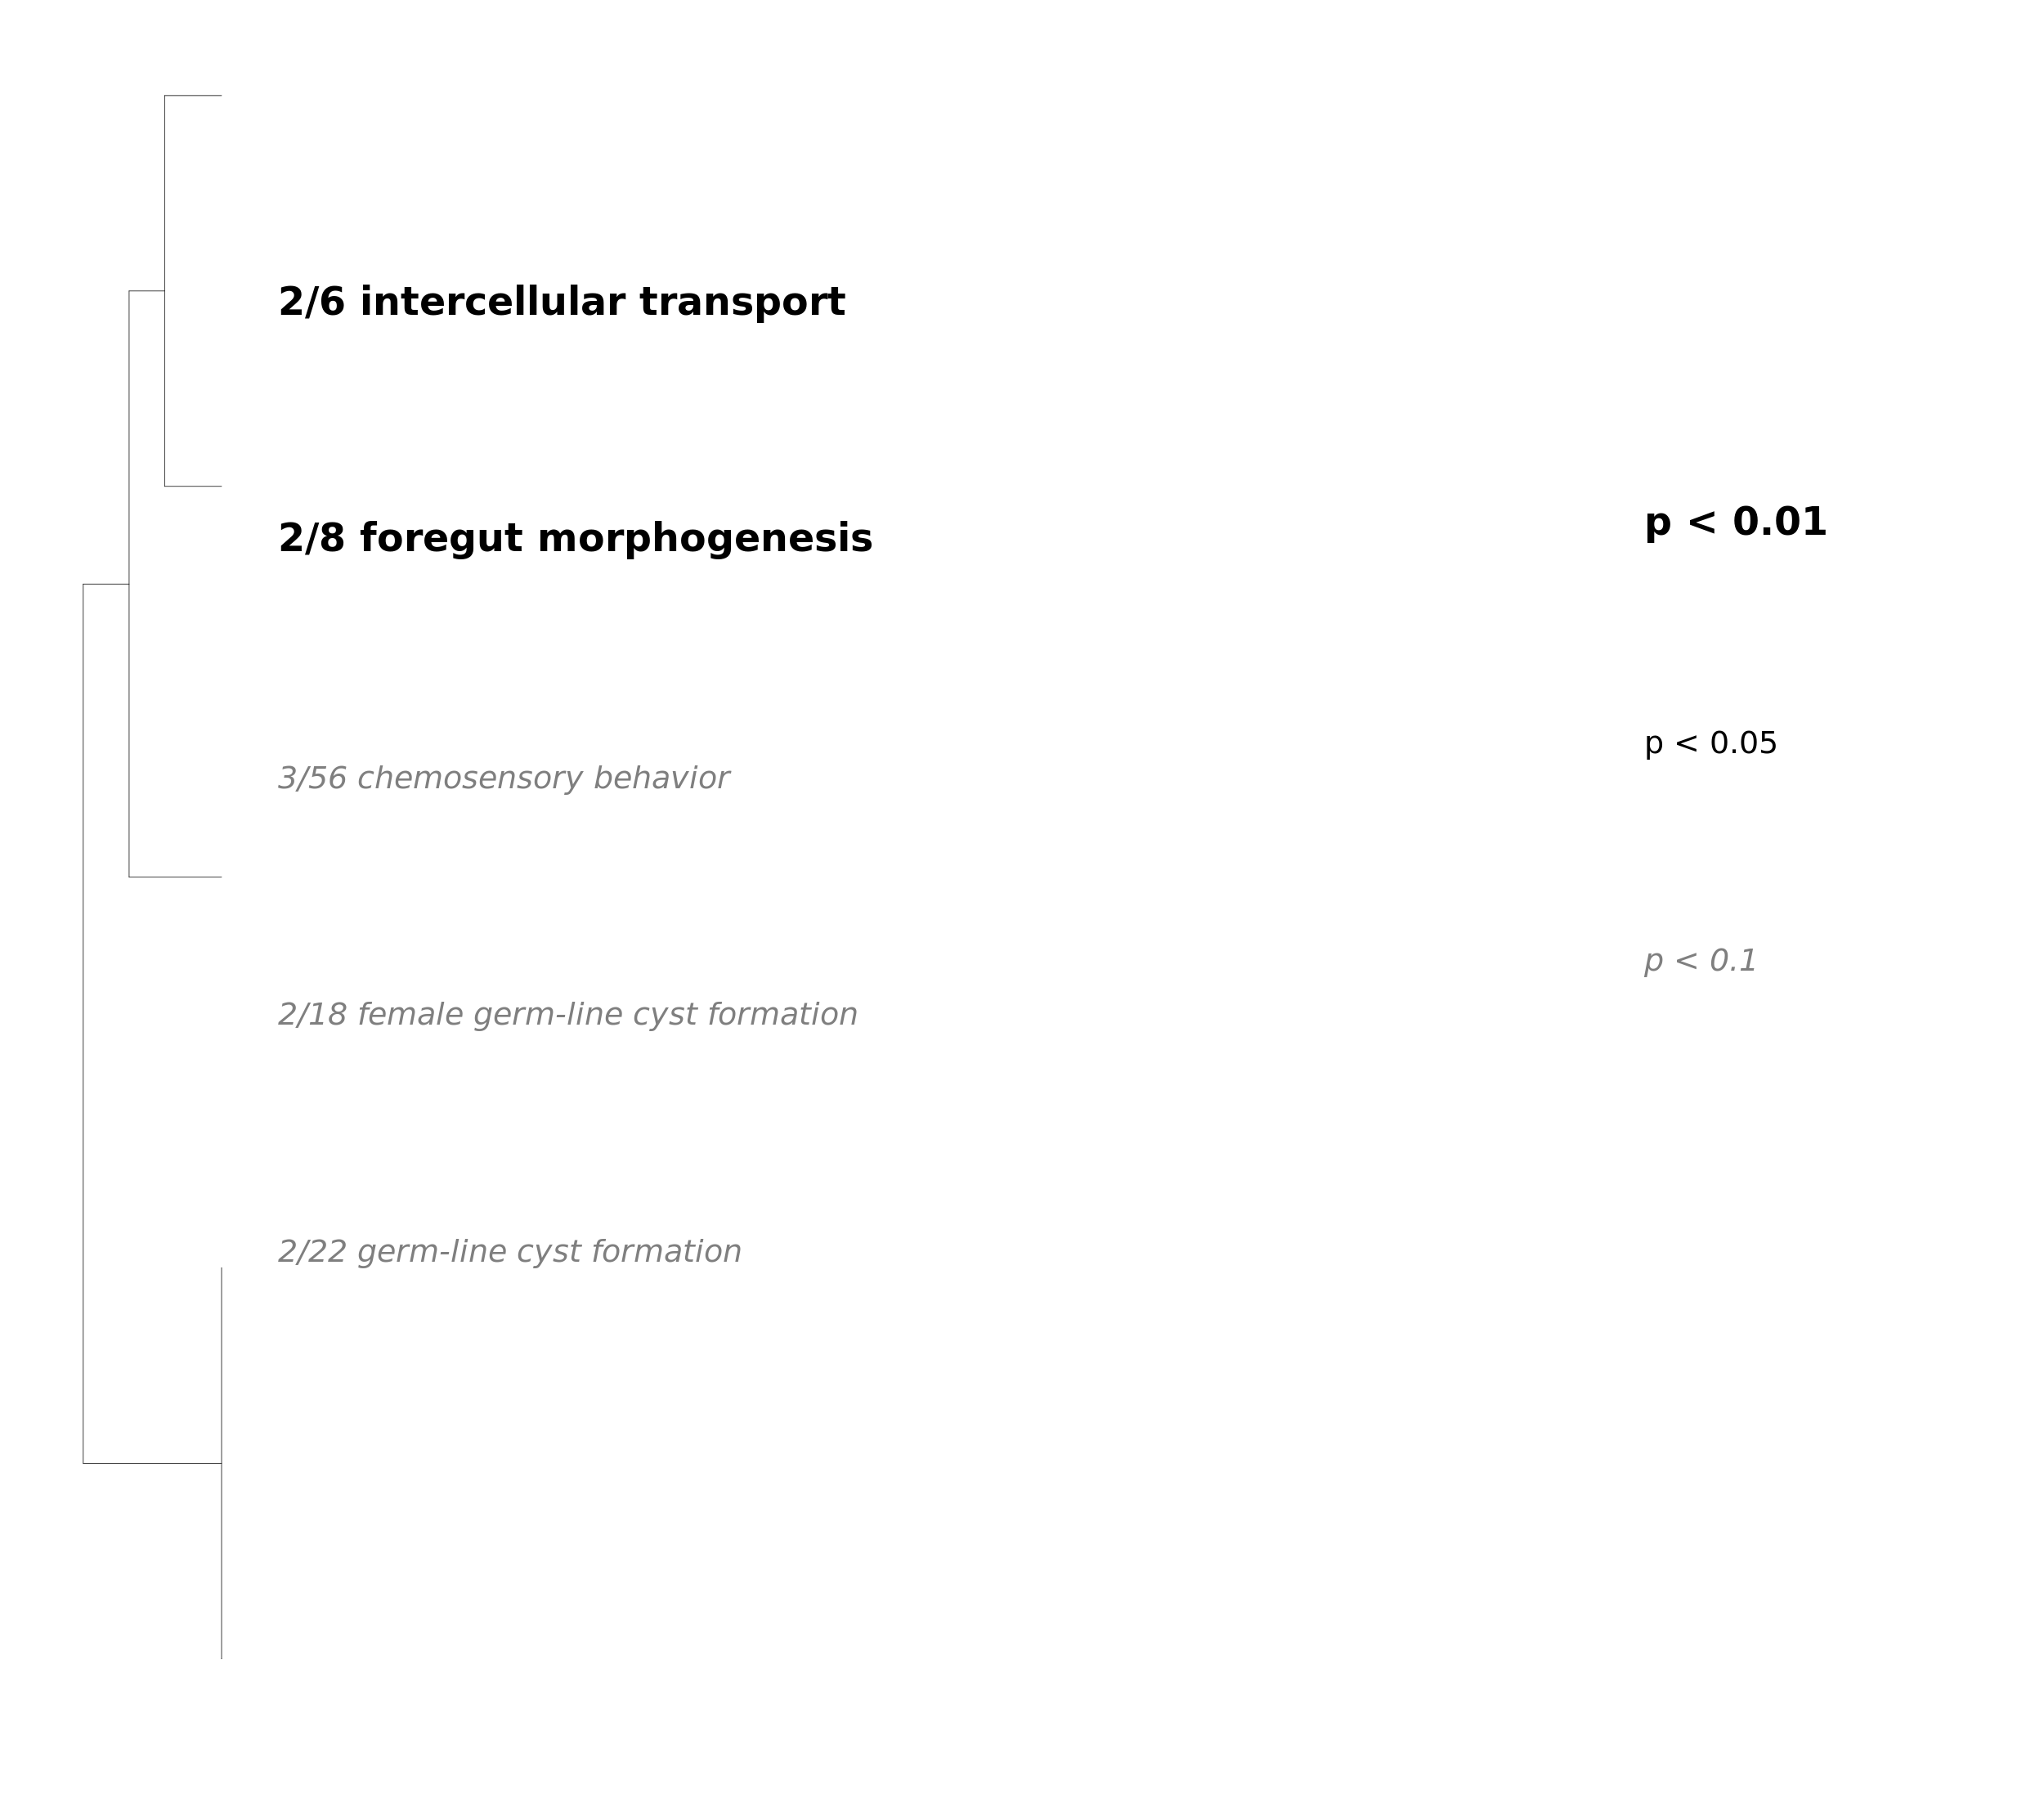 2/6 intercellular transport
2/8 foregut morphogenesis
3/56 chemosensory behavior
2/18 female germ-line cyst formation
2/22 germ-line cyst formation
p < 0.01
p < 0.05
p < 0.1